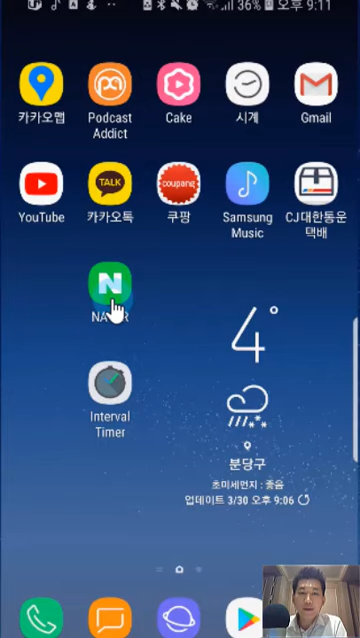 36% 오후 9:11
카카오맵 Podcast Addict Cake 시계 Gmail
TALK coupang
YouTube 카카오톡 쿠팡 Samsung Music CJ대한통운 택배
N
Interval Timer
4°
분당구
초미세먼지 : 좋음
업데이트 3/30 오후 9:06